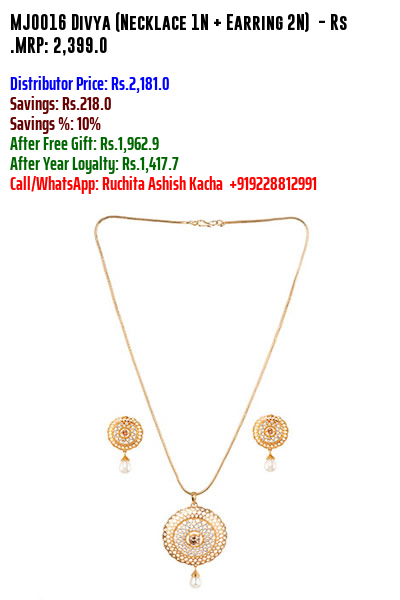 MJ0016 Divya (Necklace 1N + Earring 2N) - Rs
.MRP: 2,399.0
Distributor Price: Rs.2,181.0
Savings: Rs.218.0
Savings %: 10%
After Free Gift: Rs.1,962.9
After Year Loyalty: Rs.1,417.7
Call/WhatsApp: Ruchita Ashish Kacha +919228812991